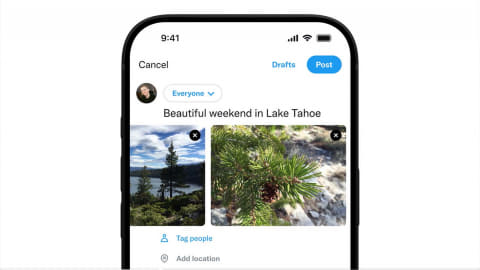 9:41
Cancel
Drafts
Post
Everyone
Beautiful weekend in Lake Tahoe
Tag people
Add location